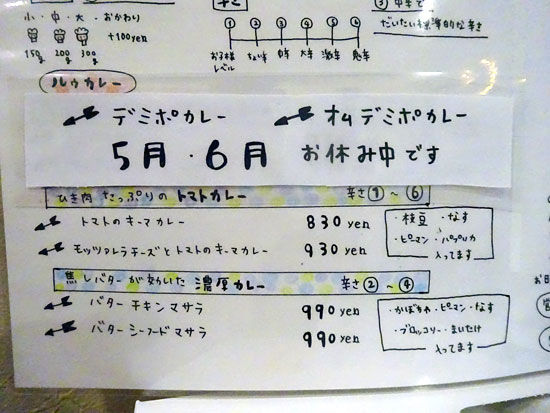 小・中・大・おかわり
+100yen
150g 200g 300g
① ② ③ ④ ⑤ ⑥
お子様レベル ちょい辛 中辛 大辛 激辛 鬼辛
だいたい標準的な辛さ
ルゥカレー
デミポカレー オムデミポカレー
5月・6月 お休み中です
ひき肉たっぷりのトマトカレー 辛さ①〜⑥
トマトのキーマカレー 830yen
モッツァレラチーズとトマトのキーマカレー 930yen
・枝豆・なす
・ピーマン・パプリカ
入ってます
焦しバターが効いた濃厚カレー 辛さ②〜④
バターチキンマサラ 990yen
バターシーフードマサラ 990yen
・かぼちゃ・ピーマン・なす
・ブロッコリー・まいたけ
入ってます